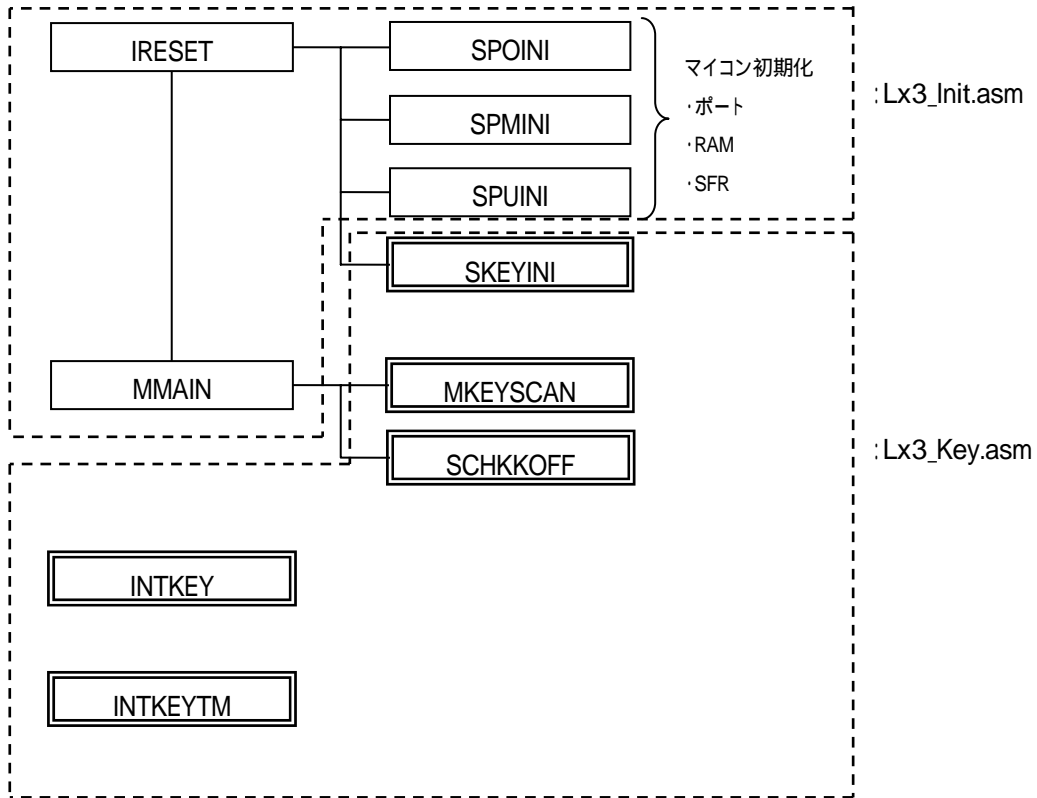 IRESET
SPOINI
SPMINI
SPUINI
マイコン初期化
・ポート
・RAM
・SFR
:Lx3_Init.asm
SKEYINI
MMAIN
MKEYSCAN
SCHKKOFF
:Lx3_Key.asm
INTKEY
INTKEYTM